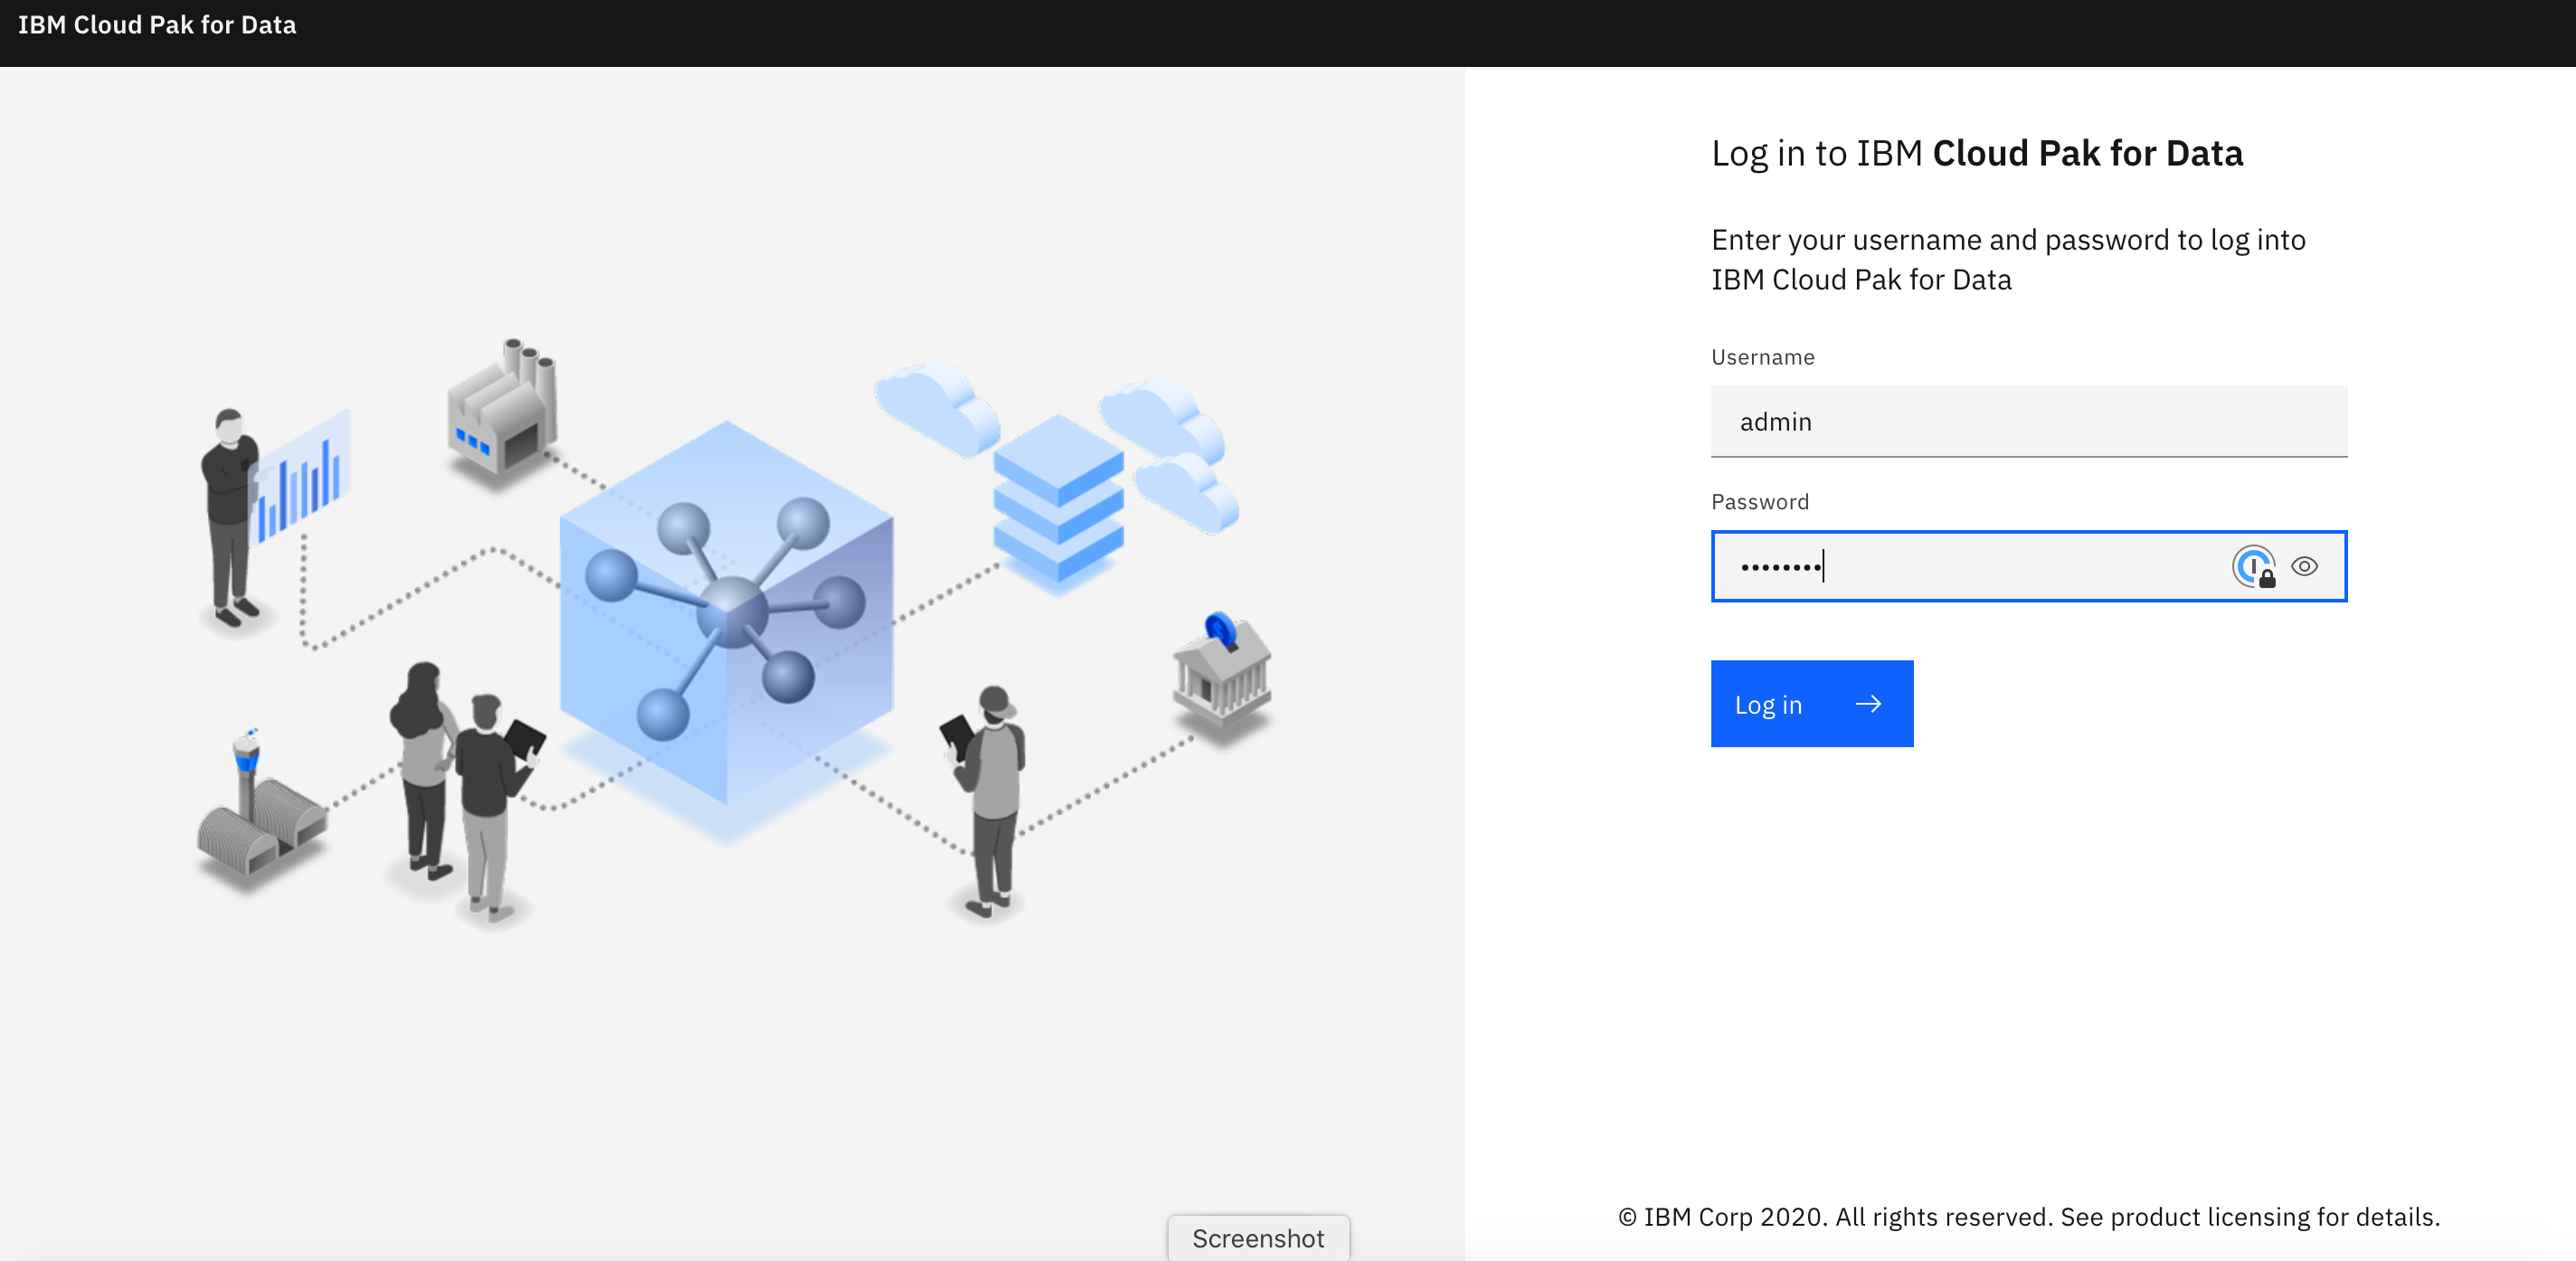 IBM Cloud Pak for Data
Log in to IBM Cloud Pak for Data
Enter your username and password to log into
IBM Cloud Pak for Data
Username
admin
Password
••••••••
Log in
© IBM Corp 2020. All rights reserved. See product licensing for details.
Screenshot